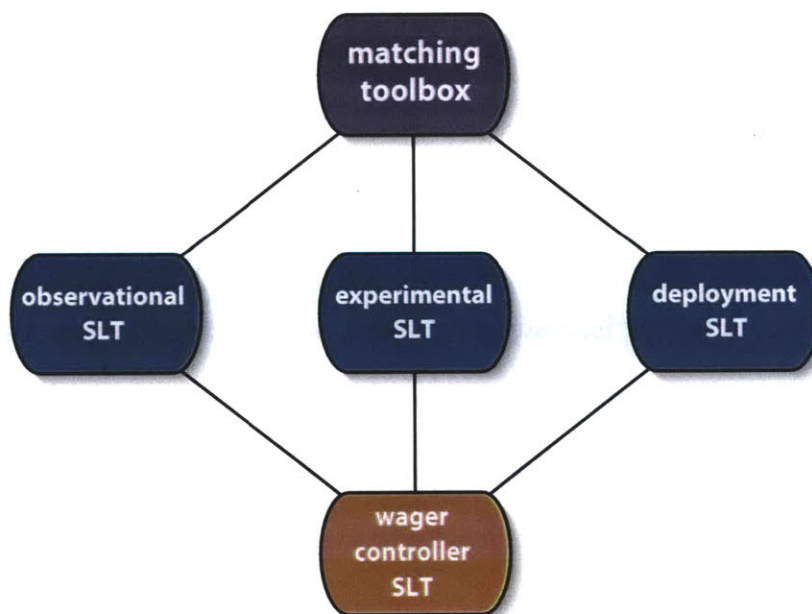 matching
toolbox
observational
SLT
experimental
SLT
deployment
SLT
wager
controller
SLT